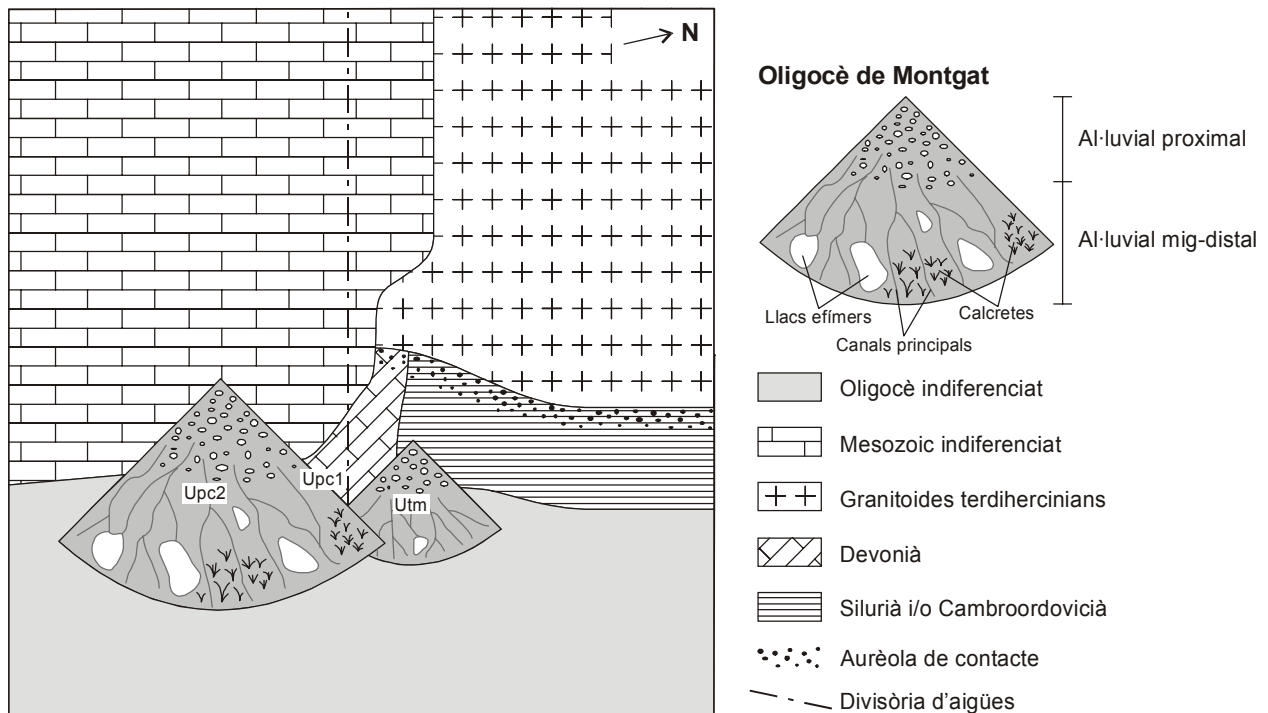 N
Upc2
Upc1
Utm
Oligocè de Montgat
Al·luvial proximal
Al·luvial mig-distal
Llacs efímers
Calcretes
Canals principals
Oligocè indiferenciat
Mesozoic indiferenciat
Granitoides terdihercinians
Devonià
Silurià i/o Cambroordovicià
Aurèola de contacte
Divisòria d'aigües